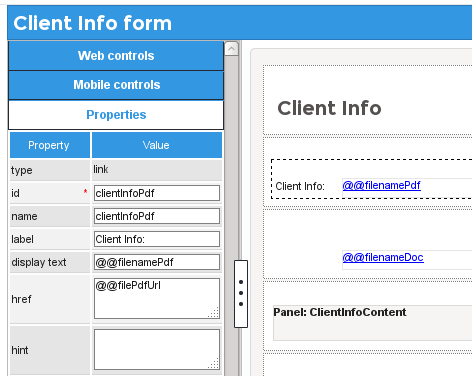 Client Info form
Web controls
Mobile controls
Properties
Property Value
type link
id * clientInfoPdf
name clientInfoPdf
label Client Info:
display text @@filenamePdf
href @@filePdfUrl
hint
Client Info
Client Info: @@filenamePdf
@@filenameDoc
Panel: ClientInfoContent